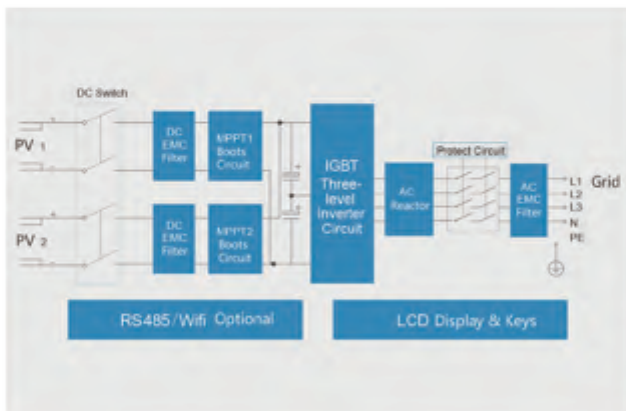 DC Switch
PV 1
PV 2
DC
EMC
Filter
MPPT1
Boots
Circuit
DC
EMC
Filter
MPPT2
Boots
Circuit
IGBT
Three-
level
Inverter
Circuit
AC
Reactor
Protect Circuit
AC
EMC
Filter
L1 Grid
L2
L3
N
PE
RS485/Wifi Optional
LCD Display & Keys